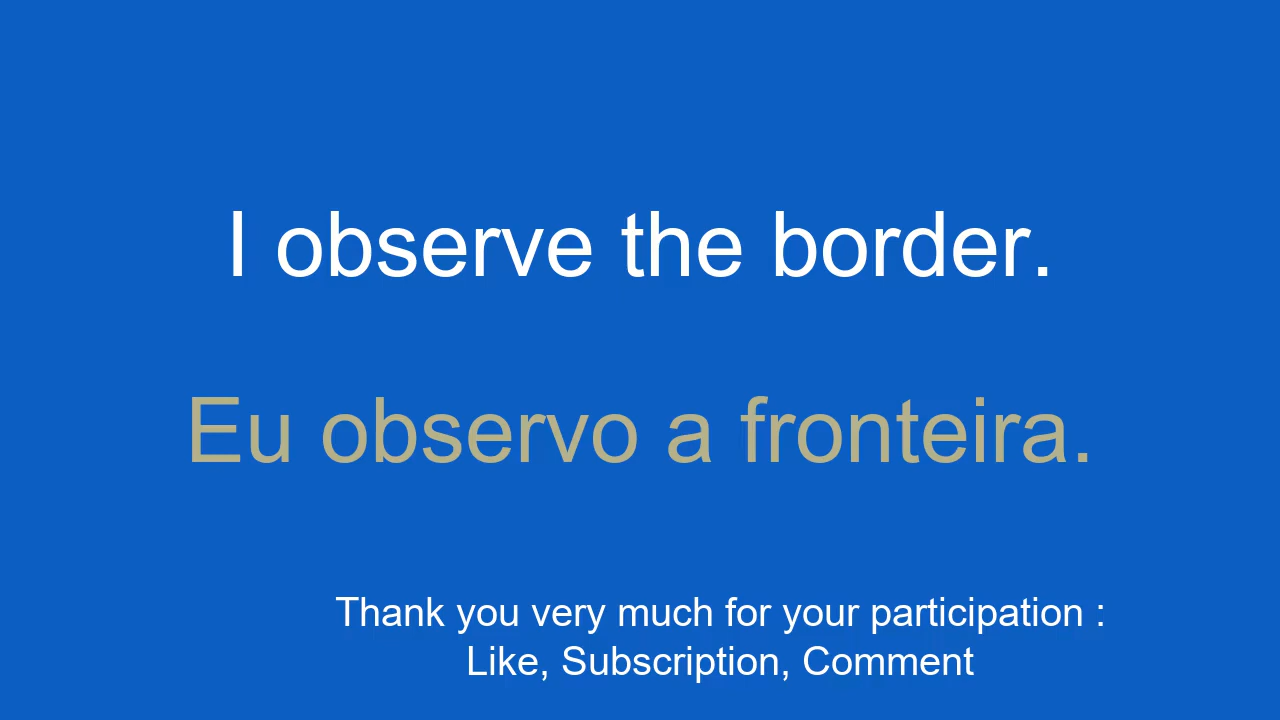 I observe the border.
Eu observo a fronteira.
Thank you very much for your participation :
Like, Subscription, Comment